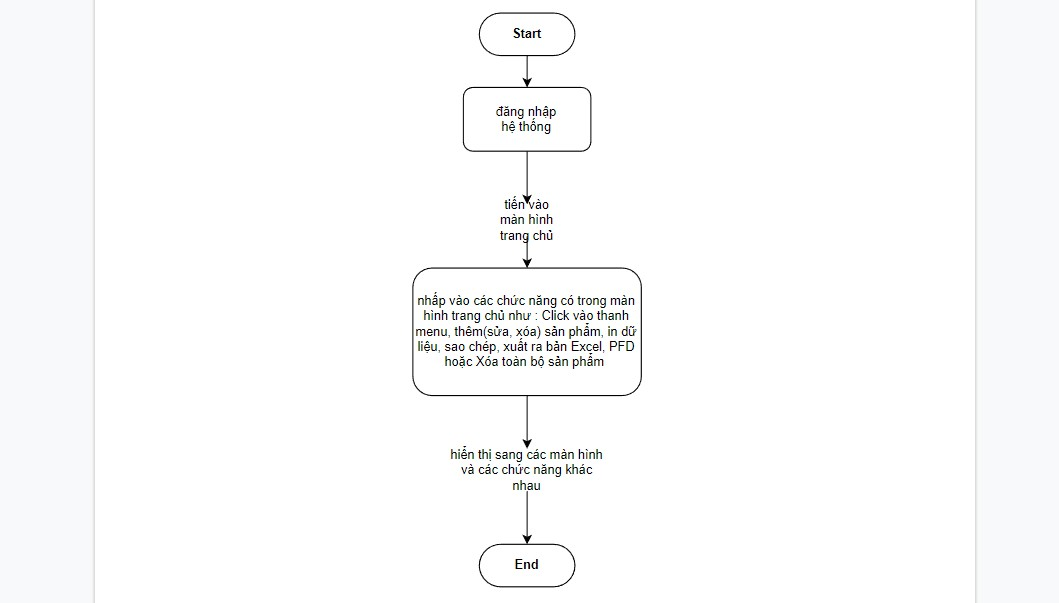 Start
đăng nhập
hệ thống
tiến vào
màn hình
trang chủ
nhấp vào các chức năng có trong màn
hình trang chủ như : Click vào thanh
menu, thêm(sửa, xóa) sản phẩm, in dữ
liệu, sao chép, xuất ra bản Excel, PFD
hoặc Xóa toàn bộ sản phẩm
hiển thị sang các màn hình
và các chức năng khác
nhau
End